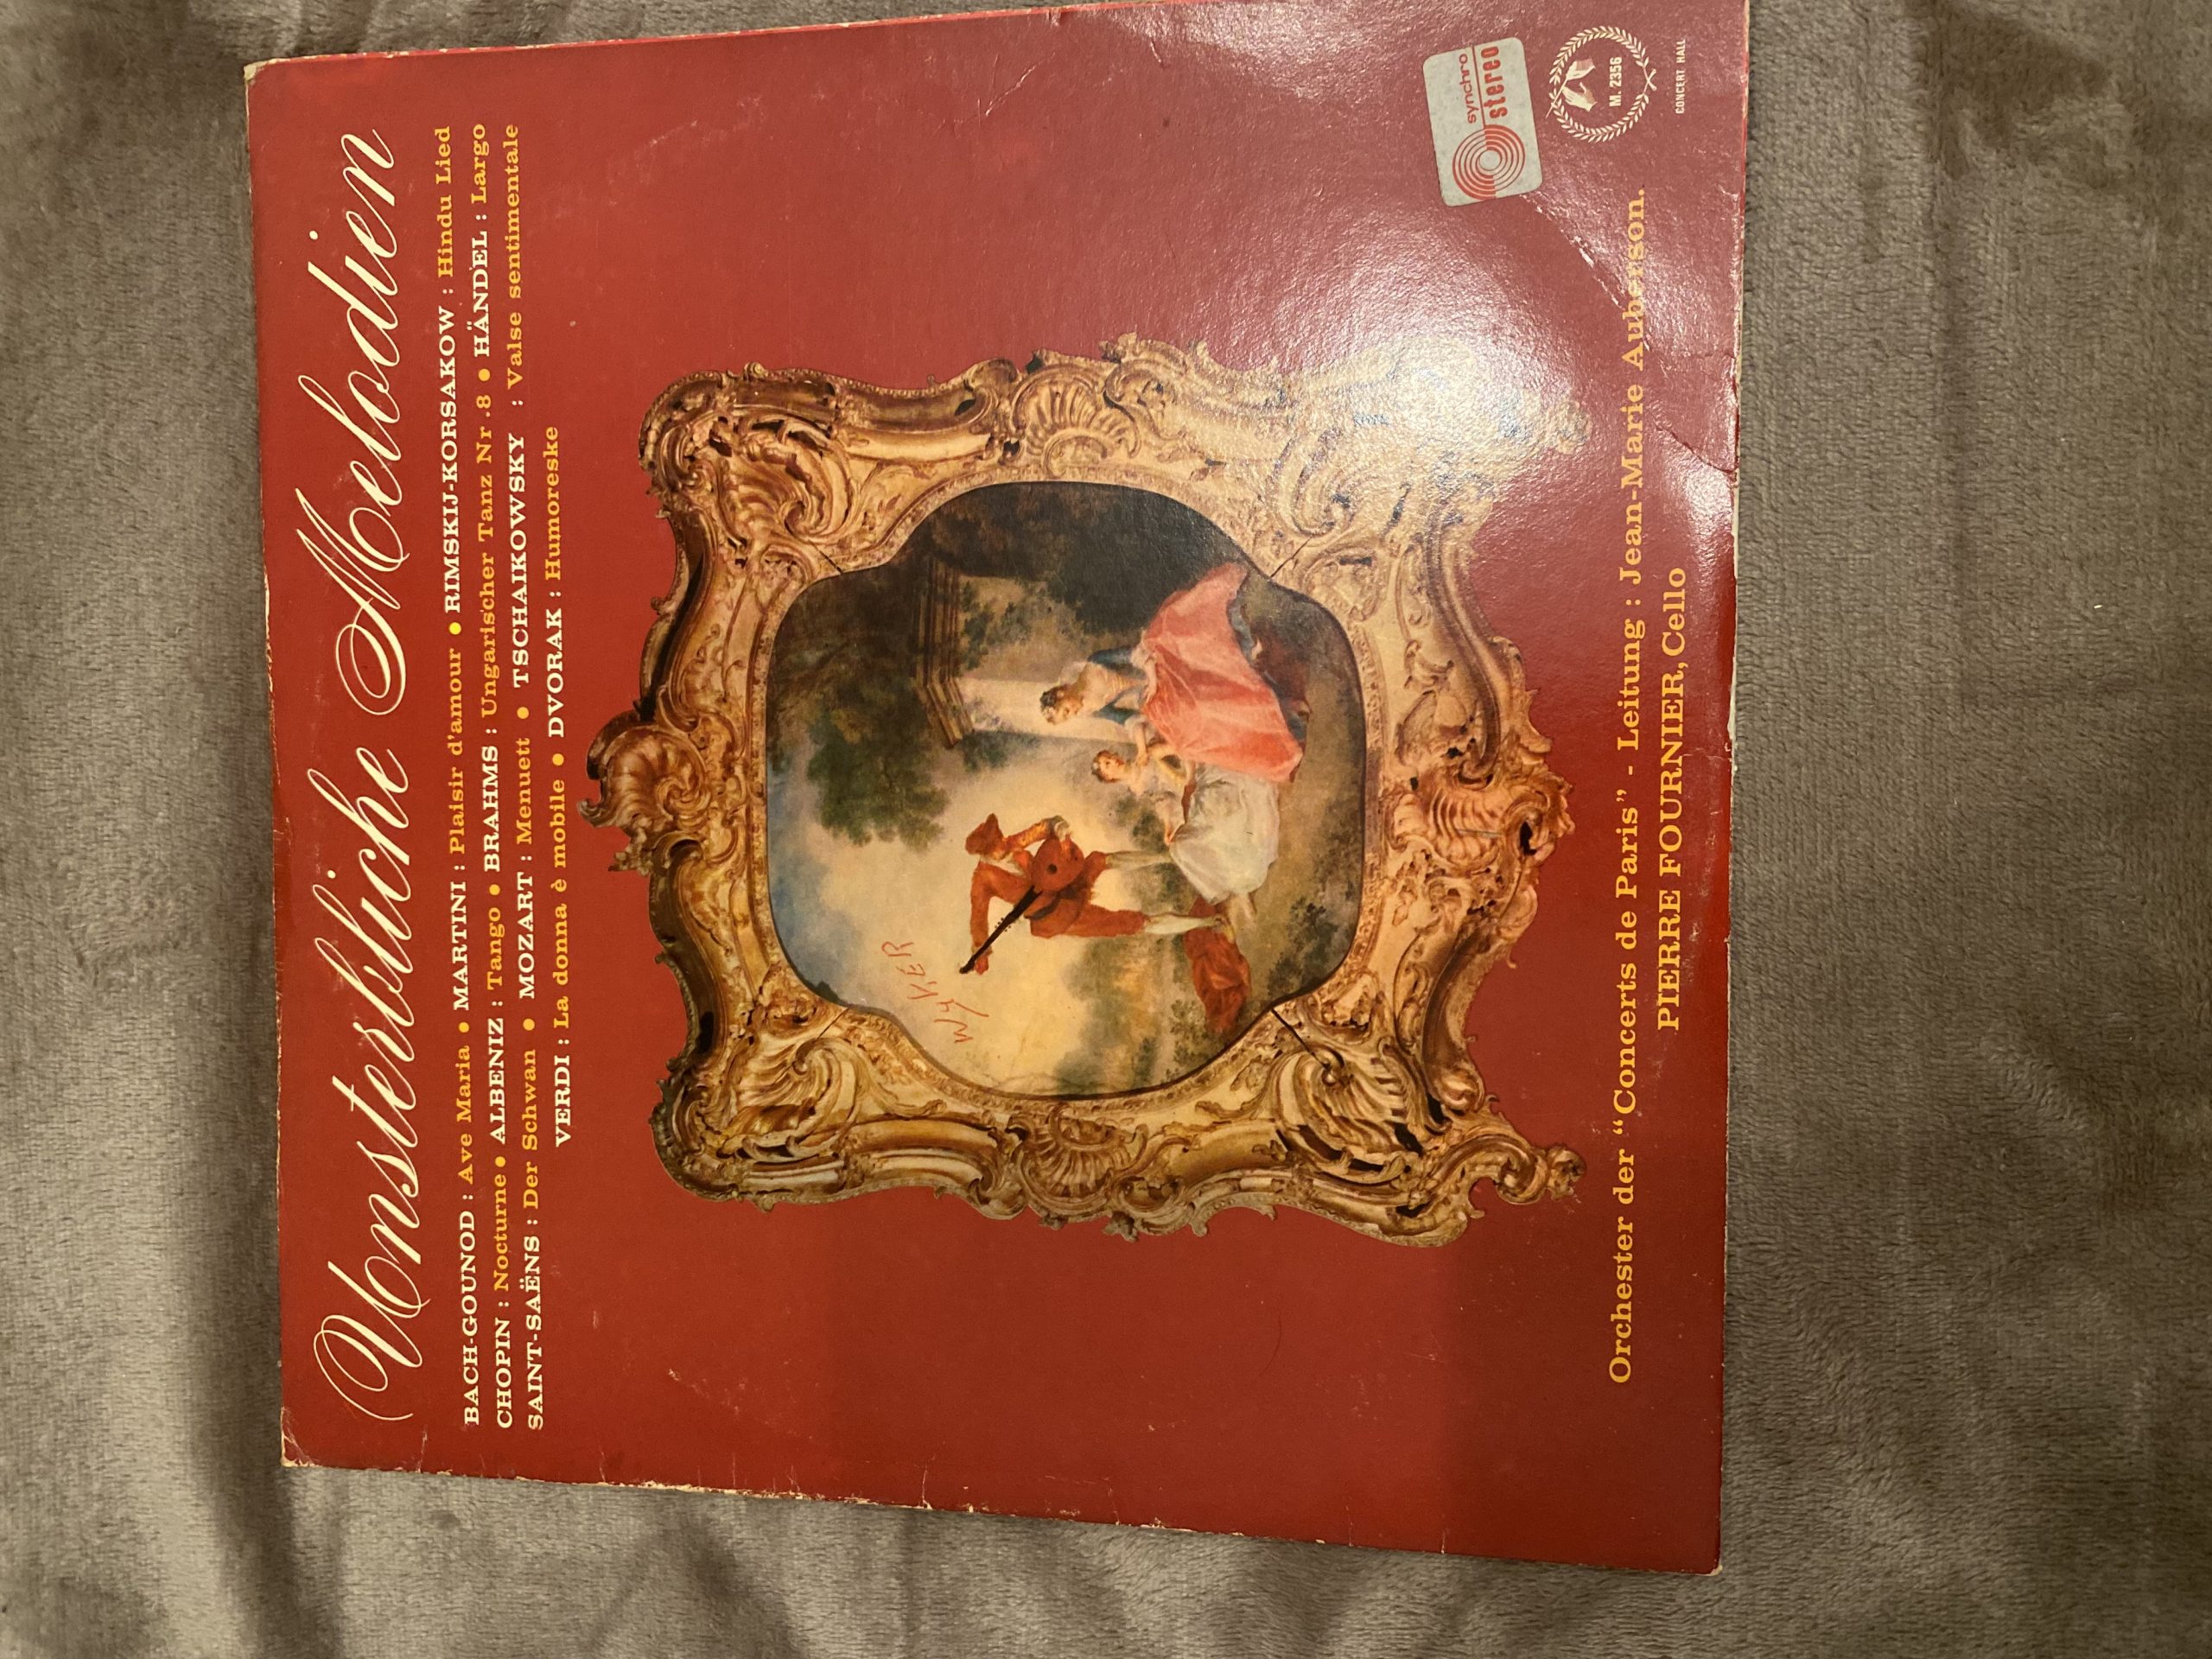 Unsterbliche Melodien
BACH-GOUNOD : Ave Maria • MARTINI : Plaisir d'amour • RIMSKIJ-KORSAKOW : Hindu Lied
CHOPIN : Nocturne • ALBENIZ : Tango • BRAHMS : Ungarischer Tanz Nr . 8 • HÄNDEL : Largo
SAINT-SAËNS : Der Schwan • MOZART : Menuett • TSCHAIKOWSKY : Valse sentimentale
VERDI : La donna è mobile • DVORAK : Humoreske
synchro
stereo
M. 2356
CONCERT HALL
Orchester der "Concerts de Paris" - Leitung : Jean-Marie Auberson.
PIERRE FOURNIER, Cello